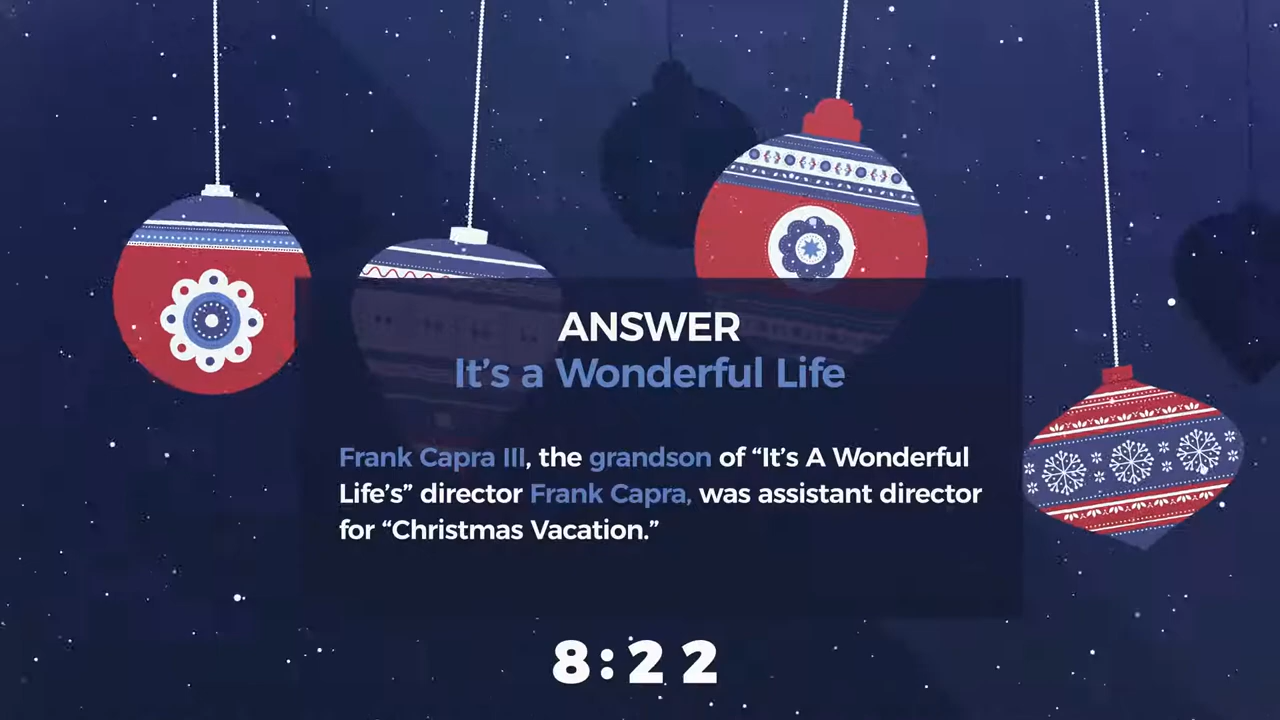 ANSWER
It’s a Wonderful Life
Frank Capra III, the grandson of “It’s A Wonderful
Life’s” director Frank Capra, was assistant director
for “Christmas Vacation.”
8:22